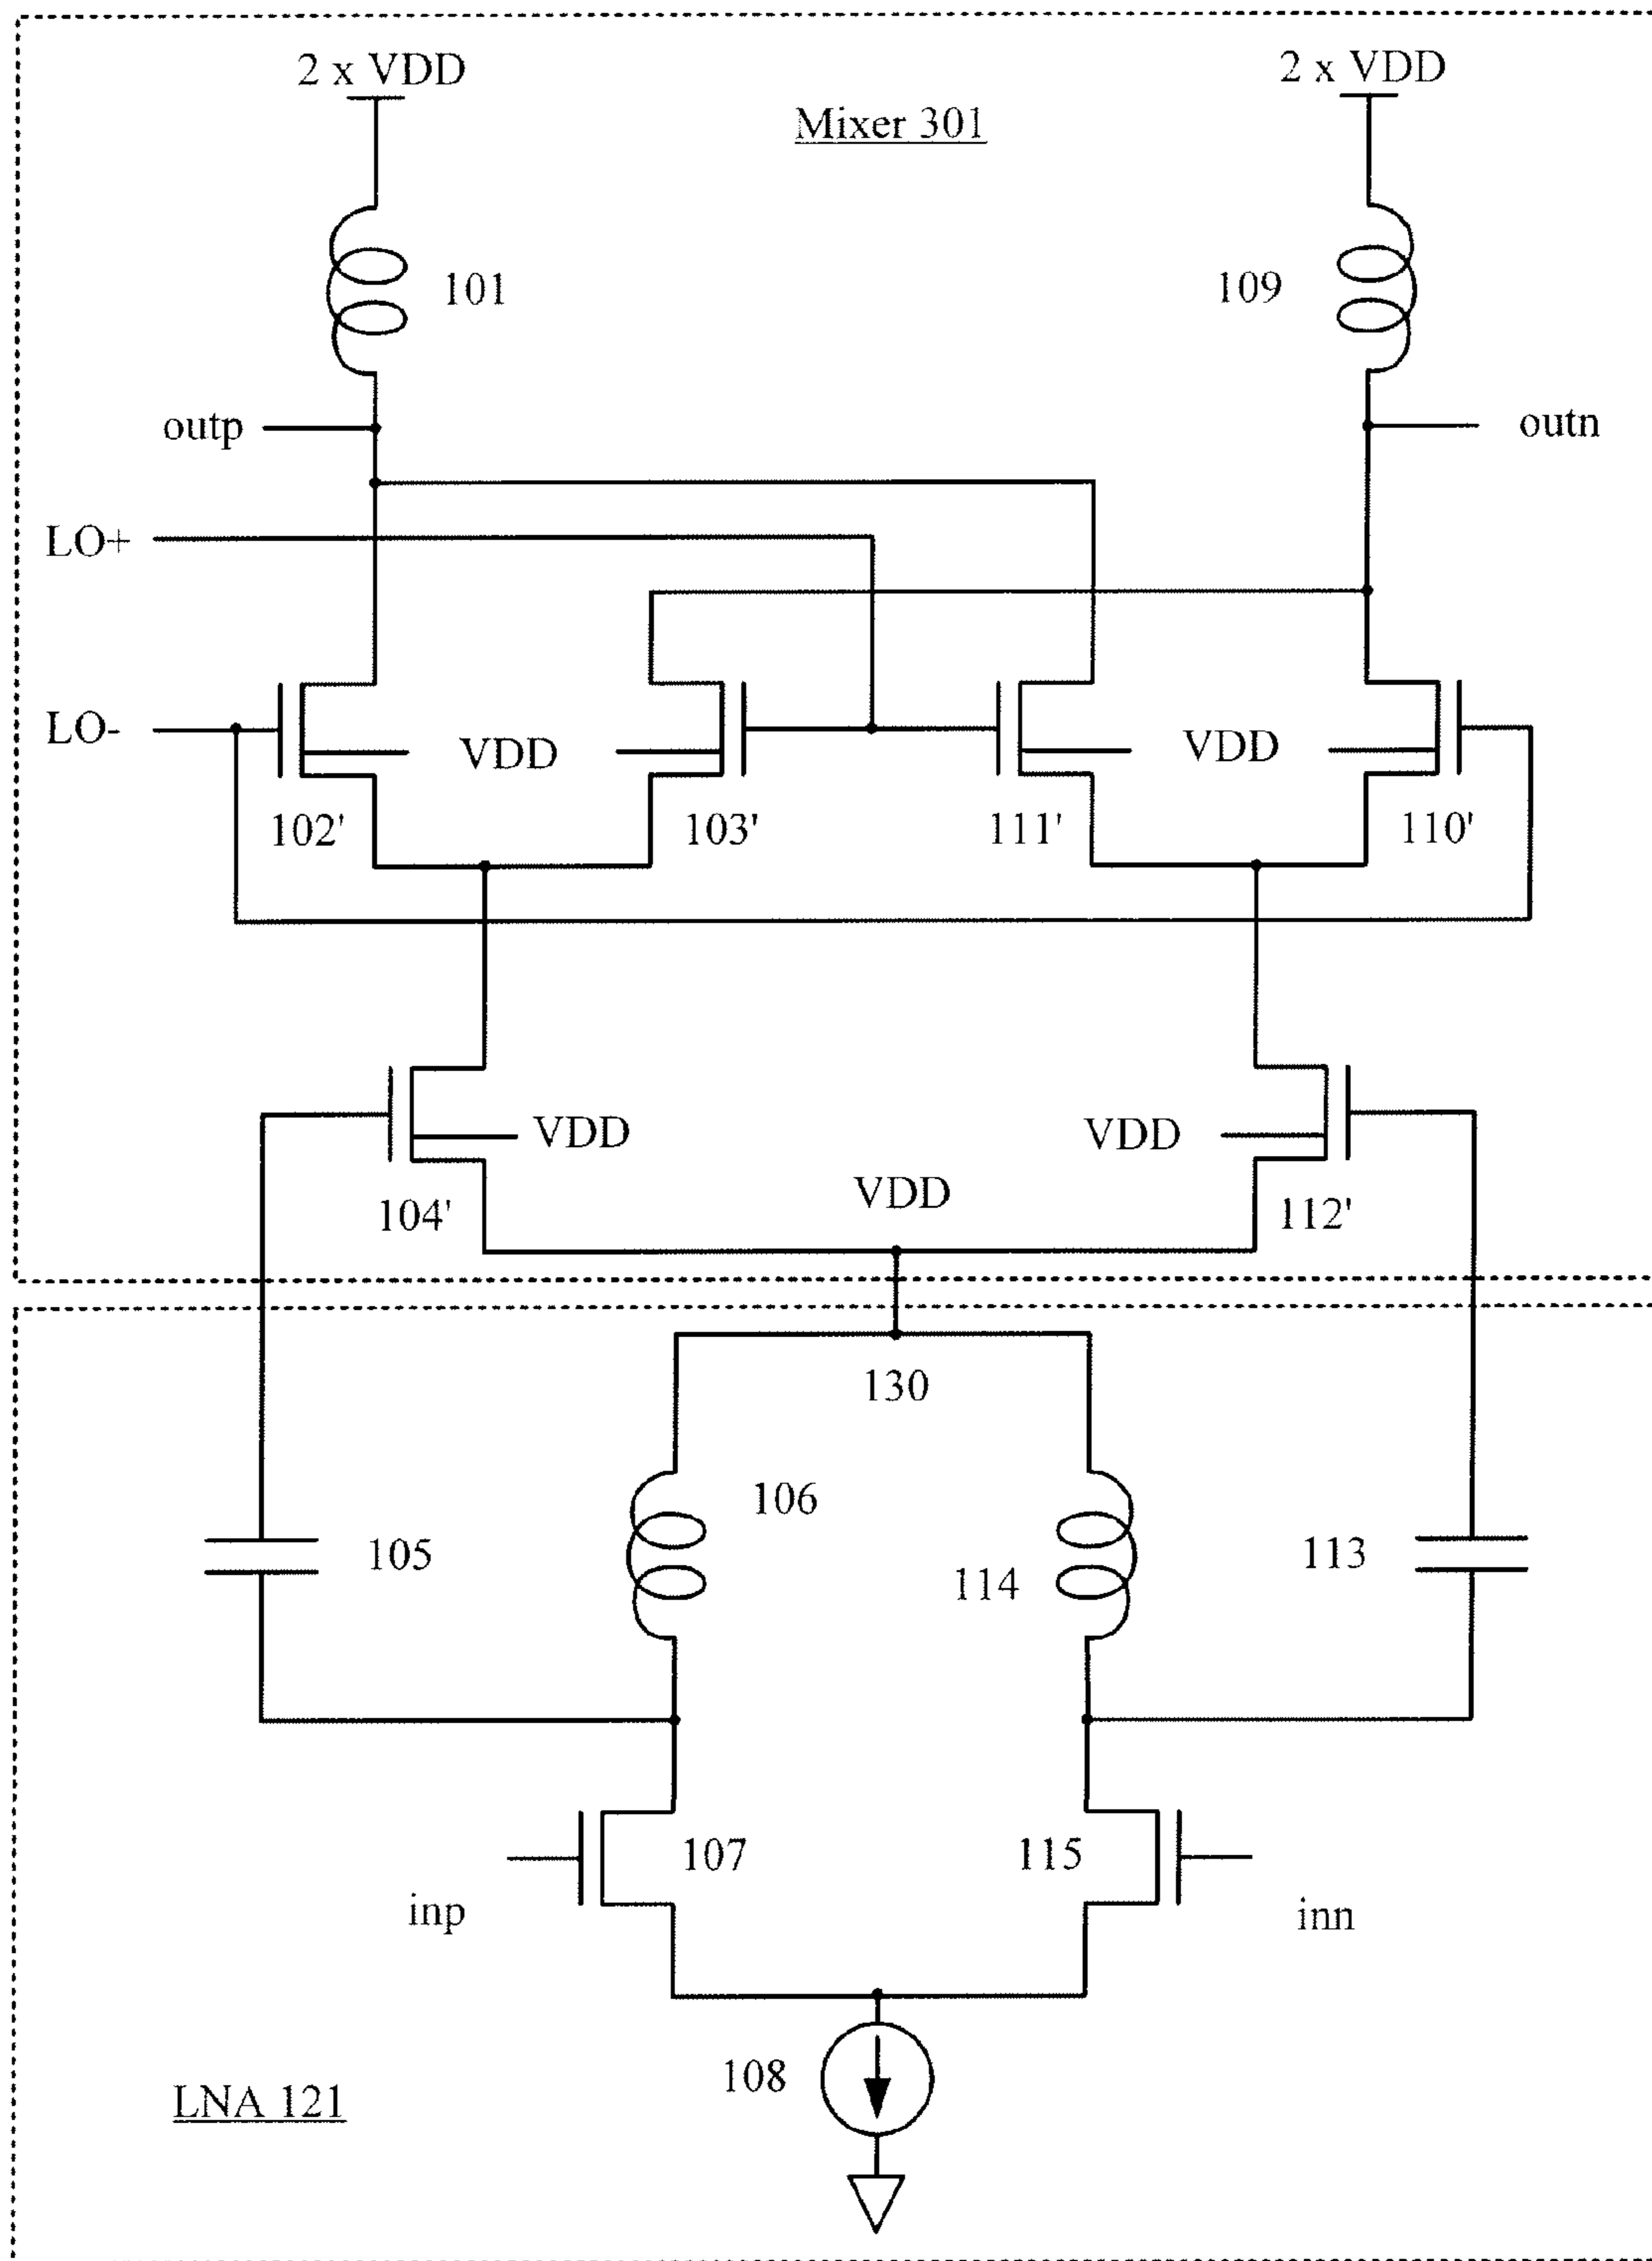 2 x VDD 2 x VDD
Mixer 301
101 109
outp outn
LO+
LO- VDD VDD
102' 103' 111' 110'
VDD VDD
104' VDD 112'
130
106
105 114 113
107 115
inp inn
108
LNA 121